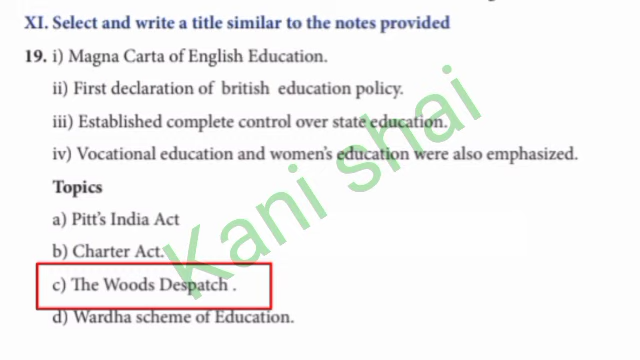 XI. Select and write a title similar to the notes provided
19. i) Magna Carta of English Education.
ii) First declaration of british education policy.
iii) Established complete control over state education.
iv) Vocational education and women's education were also emphasized.
Topics
a) Pitt's India Act
b) Charter Act.
c) The Woods Despatch .
d) Wardha scheme of Education.
Kani shai